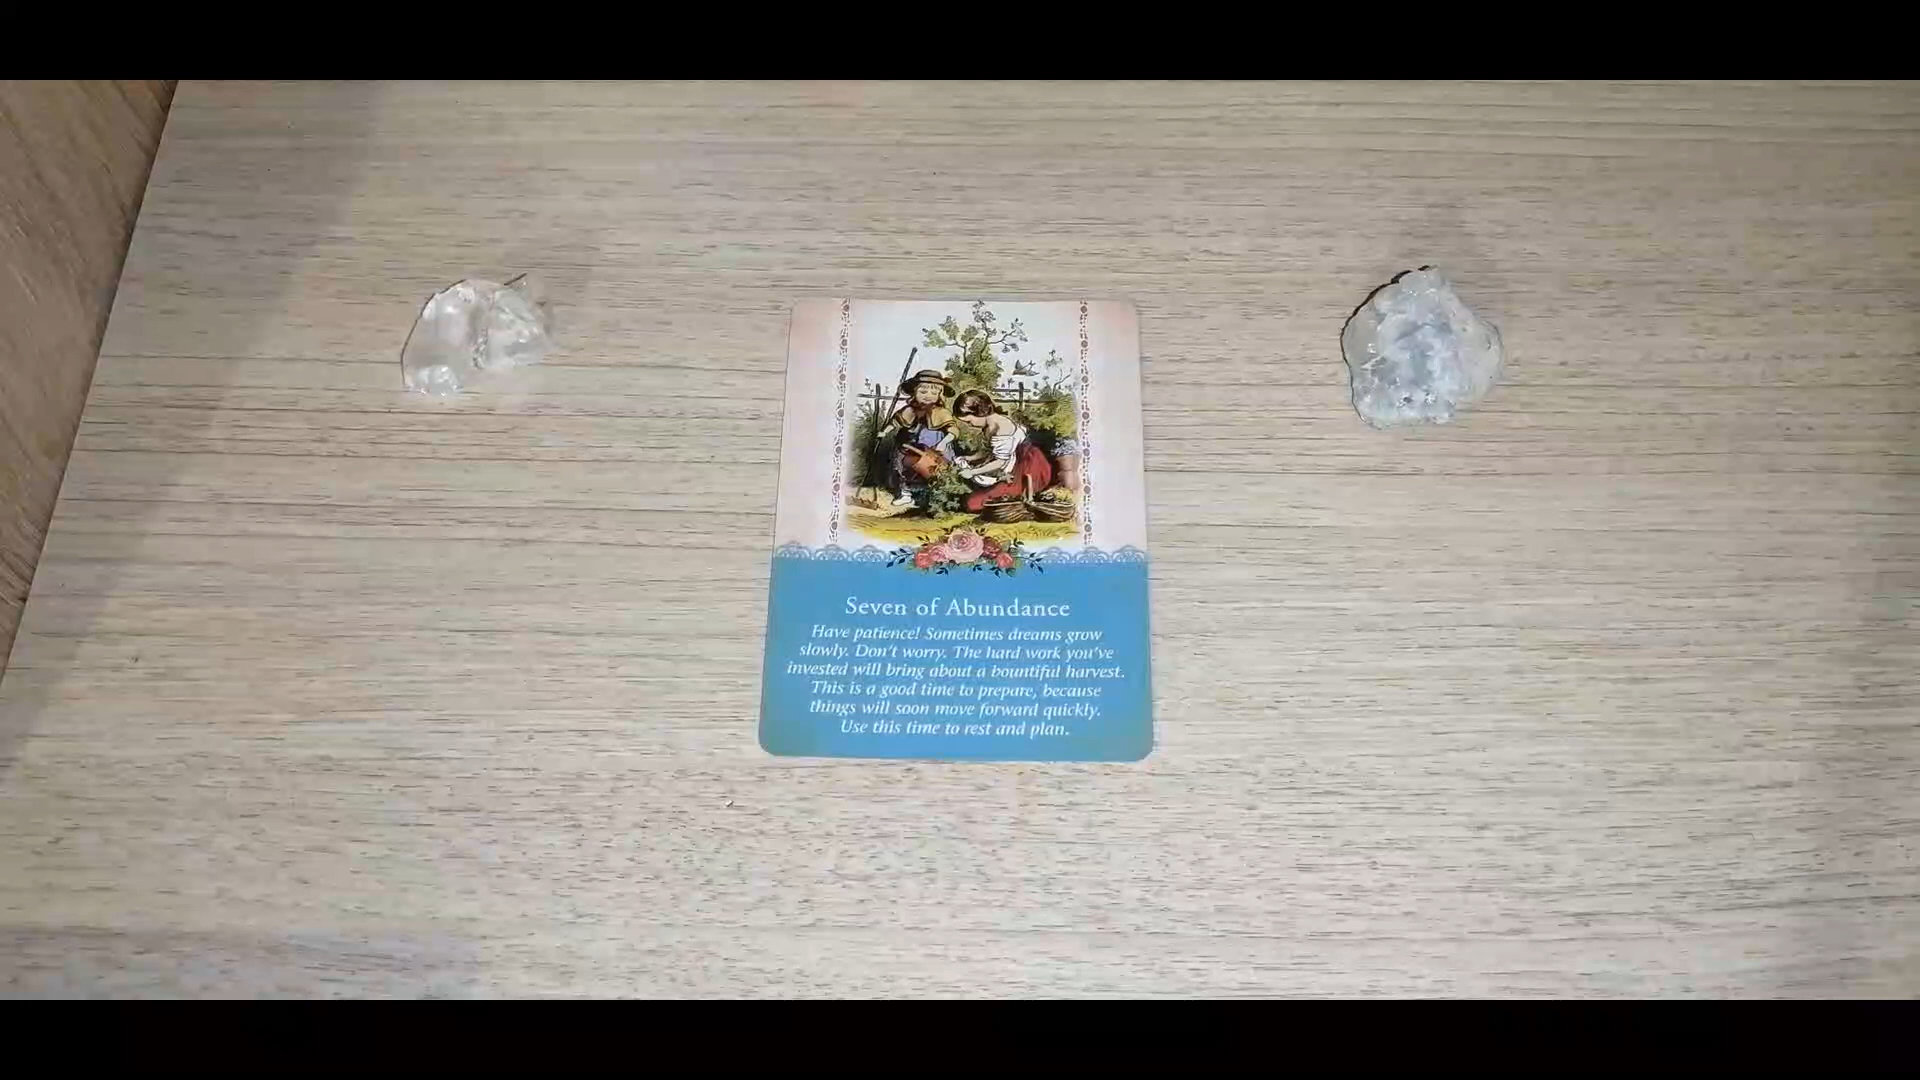 Seven of Abundance
Have patience! Sometimes dreams grow
slowly. Don't worry. The hard work you've
invested will bring about a bountiful harvest.
This is a good time to prepare, because
things will soon move forward quickly.
Use this time to rest and plan.